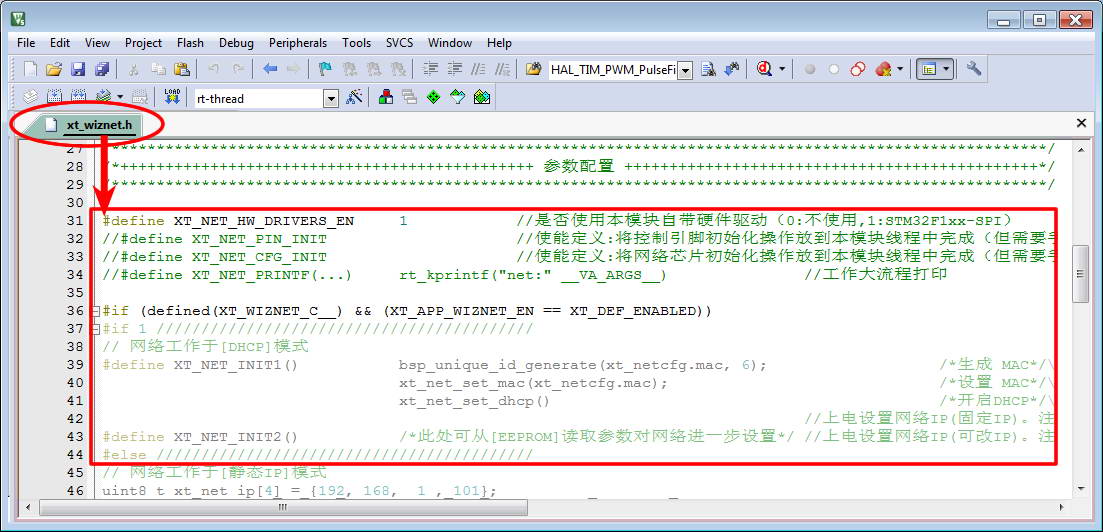 File Edit View Project Flash Debug Peripherals Tools SVCS Window Help
HAL_TIM_PWM_PulseFi
LOAD rt-thread
xt_wiznet.h
27 ***********************************************************************************************************/
28 /*++++++++++++++++++++++++++++++++++++++++++++++ 参数配置 ++++++++++++++++++++++++++++++++++++++++++++++*/
29 /**********************************************************************************************************/
30
31 #define XT_NET_HW_DRIVERS_EN 1 //是否使用本模块自带硬件驱动（0:不使用,1:STM32F1xx-SPI）
32 //#define XT_NET_PIN_INIT //使能定义:将控制引脚初始化操作放到本模块线程中完成（但需要手
33 //#define XT_NET_CFG_INIT //使能定义:将网络芯片初始化操作放到本模块线程中完成（但需要手
34 //#define XT_NET_PRINTF(...) rt_kprintf("net:" __VA_ARGS__) //工作大流程打印
35
36 #if (defined(XT_WIZNET_C__) && (XT_APP_WIZNET_EN == XT_DEF_ENABLED))
37 #if 1 //////////////////////////////////////////
38 // 网络工作于[DHCP]模式
39 #define XT_NET_INIT1() bsp_unique_id_generate(xt_netcfg.mac, 6); /*生成 MAC*/\
40 xt_net_set_mac(xt_netcfg.mac); /*设置 MAC*/\
41 xt_net_set_dhcp() /*开启DHCP*/\
42 //上电设置网络IP(固定IP)。注
43 #define XT_NET_INIT2() /*此处可从[EEPROM]读取参数对网络进一步设置*/ //上电设置网络IP(可改IP)。注
44 #else //////////////////////////////////////////
45 // 网络工作于[静态IP]模式
46 uint8_t xt_net_ip[4] = {192, 168, 1 , 101};